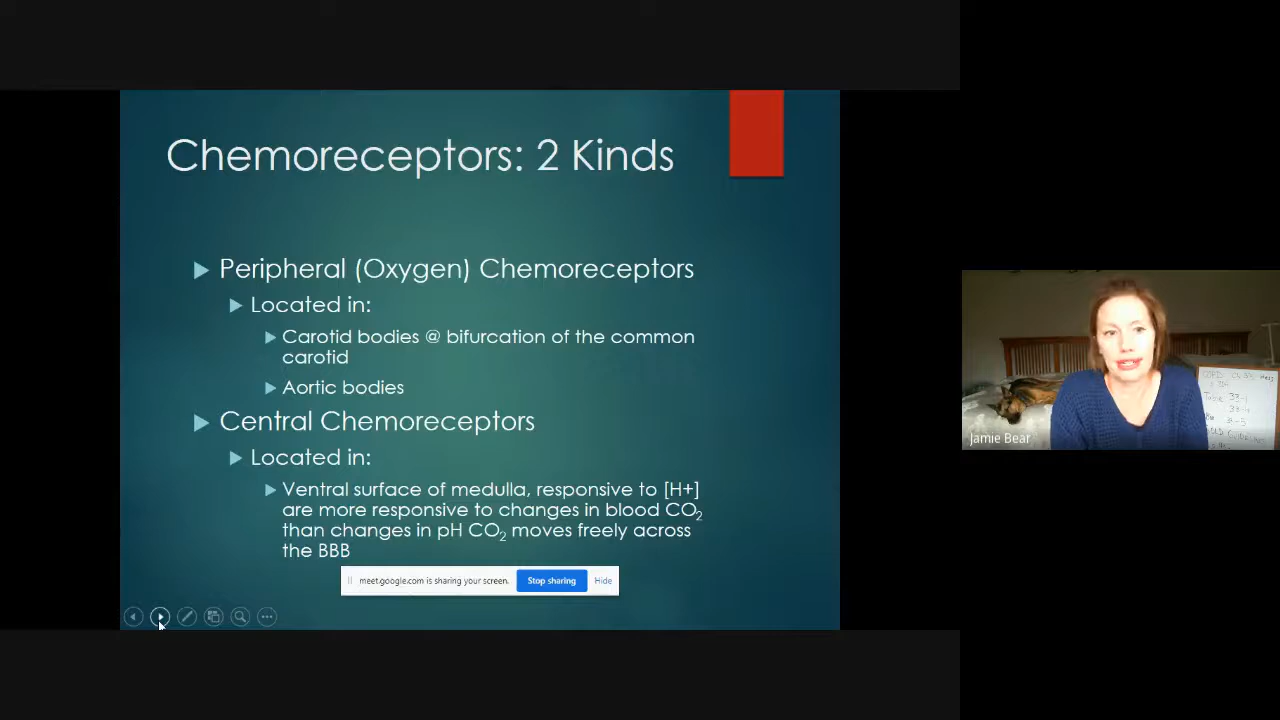 Chemoreceptors: 2 Kinds
Peripheral (Oxygen) Chemoreceptors
Located in:
Carotid bodies @ bifurcation of the common
carotid
Aortic bodies
Central Chemoreceptors
Located in:
Ventral surface of medulla, responsive to [H+]
are more responsive to changes in blood CO₂
than changes in pH CO₂ moves freely across
the BBB
meet.google.com is sharing your screen. Stop sharing Hide
Jamie Bear